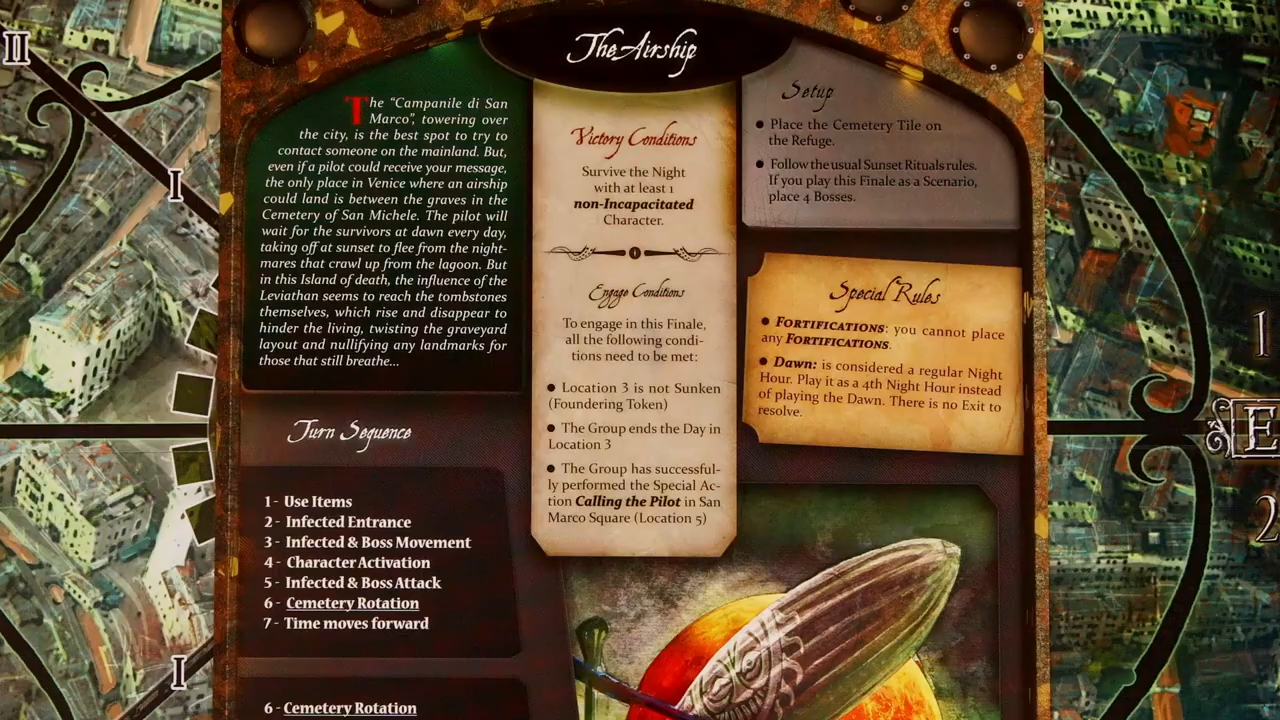 The Airship
The "Campanile di San
Marco", towering over
the city, is the best spot to try to
contact someone on the mainland. But,
even if a pilot could receive your message,
the only place in Venice where an airship
could land is between the graves in the
Cemetery of San Michele. The pilot will
wait for the survivors at dawn every day,
taking off at sunset to flee from the night-
mares that crawl up from the lagoon. But
in this Island of death, the influence of the
Leviathan seems to reach the tombstones
themselves, which rise and disappear to
hinder the living, twisting the graveyard
layout and nullifying any landmarks for
those that still breathe...
Turn Sequence
1 - Use Items
2 - Infected Entrance
3 - Infected & Boss Movement
4 - Character Activation
5 - Infected & Boss Attack
6 - Cemetery Rotation
7 - Time moves forward
6 - Cemetery Rotation
Victory Conditions
Survive the Night
with at least 1
non-Incapacitated
Character.
Engage Conditions
To engage in this Finale,
all the following condi-
tions need to be met:
● Location 3 is not Sunken
(Foundering Token)
● The Group ends the Day in
Location 3
● The Group has successful-
ly performed the Special Ac-
tion Calling the Pilot in San
Marco Square (Location 5)
Setup
● Place the Cemetery Tile on
the Refuge.
● Follow the usual Sunset Rituals rules.
If you play this Finale as a Scenario,
place 4 Bosses.
Special Rules
● FORTIFICATIONS: you cannot place
any FORTIFICATIONS.
● Dawn: is considered a regular Night
Hour. Play it as a 4th Night Hour instead
of playing the Dawn. There is no Exit to
resolve.
II
I
I
1
E
2